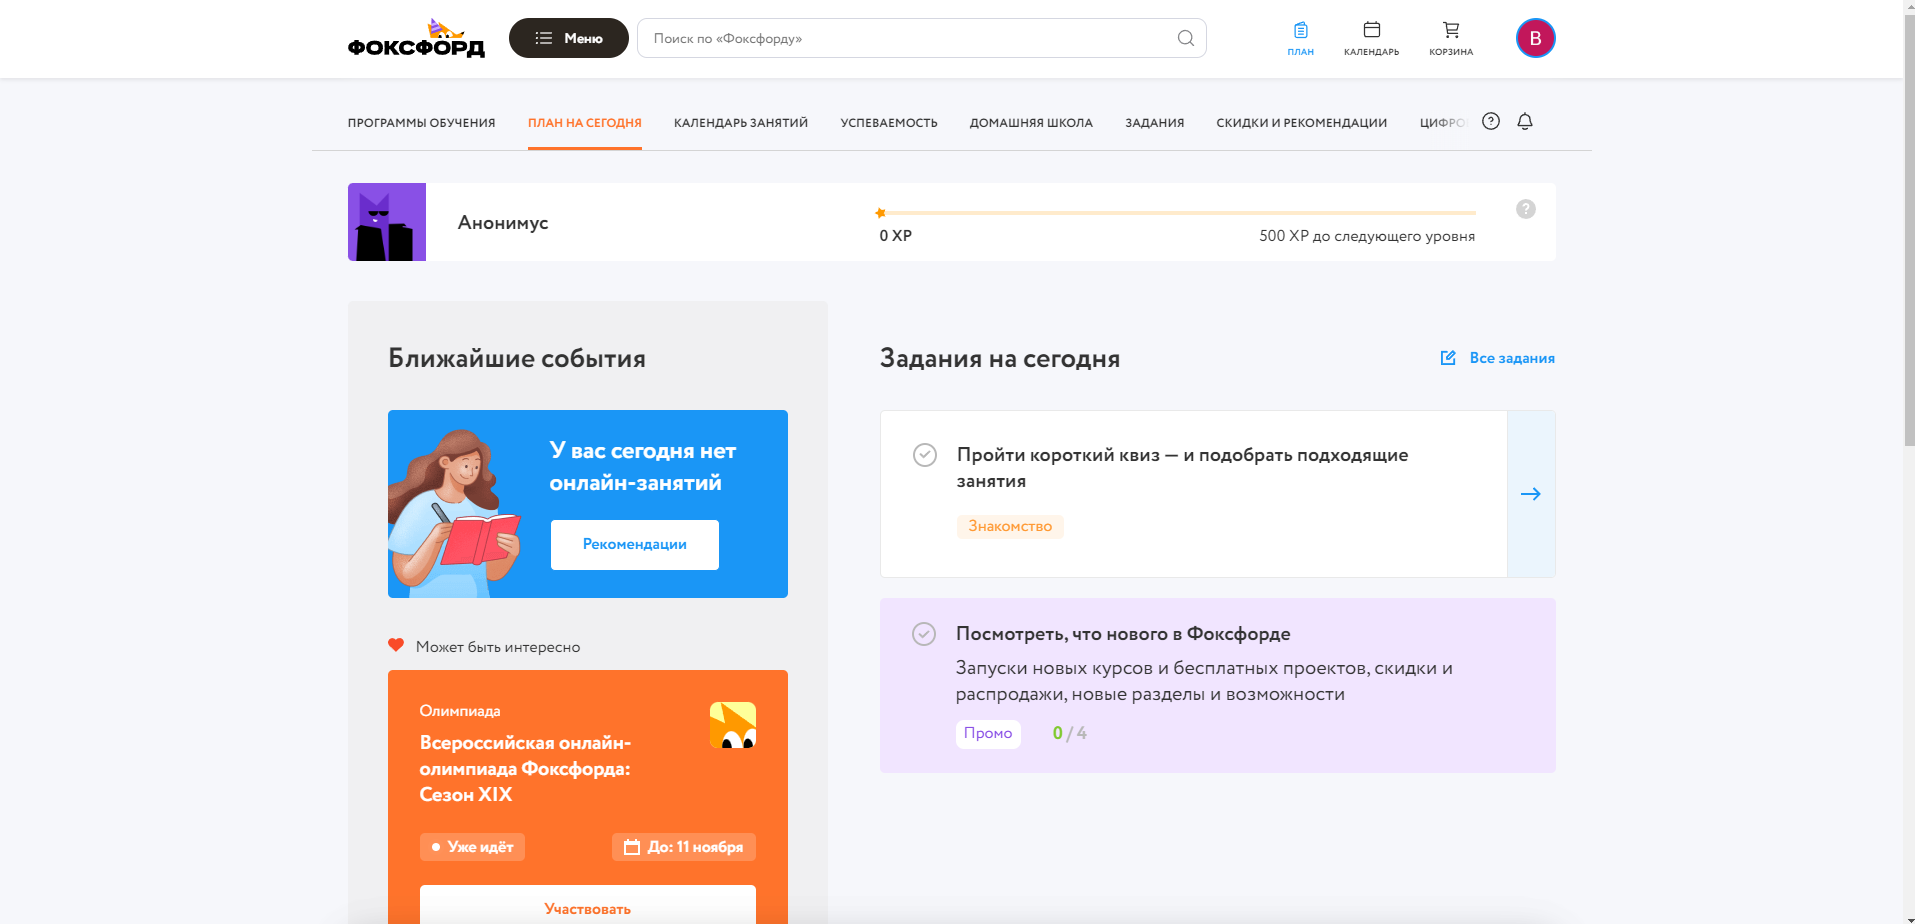 ФОКСФОРД
Меню
Поиск по «Фоксфорду»
ПЛАН
КАЛЕНДАРЬ
КОРЗИНА
В
ПРОГРАММЫ ОБУЧЕНИЯ
ПЛАН НА СЕГОДНЯ
КАЛЕНДАРЬ ЗАНЯТИЙ
УСПЕВАЕМОСТЬ
ДОМАШНЯЯ ШКОЛА
ЗАДАНИЯ
СКИДКИ И РЕКОМЕНДАЦИИ
ЦИФРО
Анонимус
0 XP
500 XP до следующего уровня
?
Ближайшие события
У вас сегодня нет
онлайн-занятий
Рекомендации
Может быть интересно
Олимпиада
Всероссийская онлайн-
олимпиада Фоксфорда:
Сезон XIX
Уже идёт
До: 11 ноября
Участвовать
Задания на сегодня
Все задания
Пройти короткий квиз — и подобрать подходящие
занятия
Знакомство
Посмотреть, что нового в Фоксфорде
Запуски новых курсов и бесплатных проектов, скидки и
распродажи, новые разделы и возможности
Промо
0 / 4